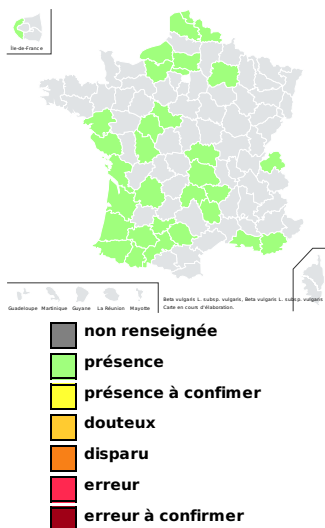 Île-de-France
Guadeloupe Martinique Guyane La Réunion Mayotte
Beta vulgaris L. subsp. vulgaris, Beta vulgaris L. subsp. vulgaris
Carte en cours d'élaboration.
non renseignée
présence
présence à confimer
douteux
disparu
erreur
erreur à confirmer